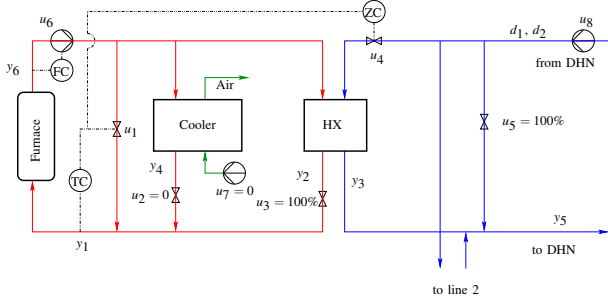 ZC
u₆
u₈
d₁, d₂
FC
y₆
u₄
from DHN
Air
Furnace
Cooler
HX
u₁
u₅ = 100%
y₄
TC
y₂
y₃
u₂ = 0
u₇ = 0
u₃ = 100%
y₁
y₅
to DHN
to line 2